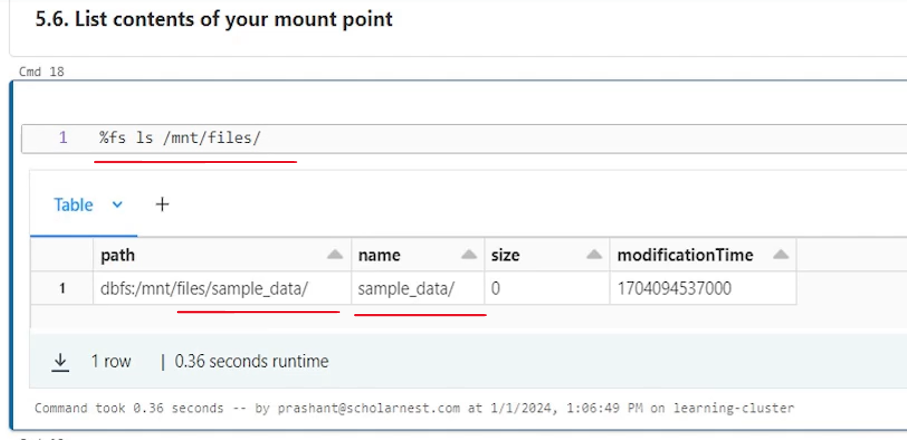 5.6. List contents of your mount point
Cmd 18
1 %fs ls /mnt/files/
Table +
path name size modificationTime
1 dbfs:/mnt/files/sample_data/ sample_data/ 0 1704094537000
1 row | 0.36 seconds runtime
Command took 0.36 seconds -- by prashant@scholarnest.com at 1/1/2024, 1:06:49 PM on learning-cluster